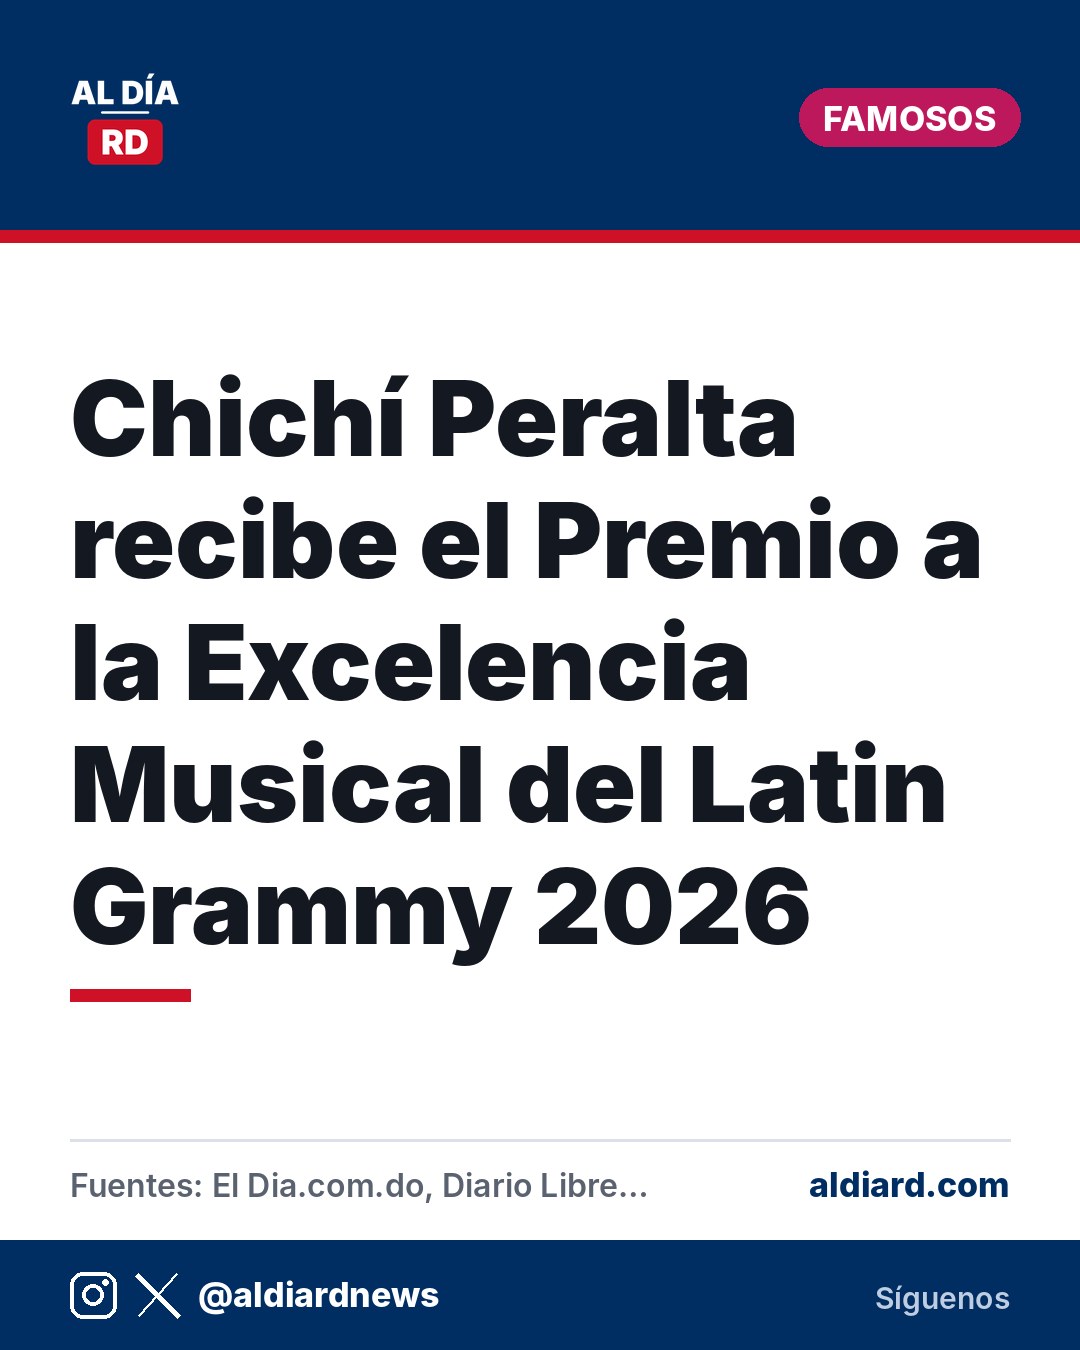 AL DÍA
RD
FAMOSOS
Chichí Peralta
recibe el Premio a
la Excelencia
Musical del Latin
Grammy 2026
Fuentes: El Dia.com.do, Diario Libre...
aldiard.com
@aldiardnews
Síguenos